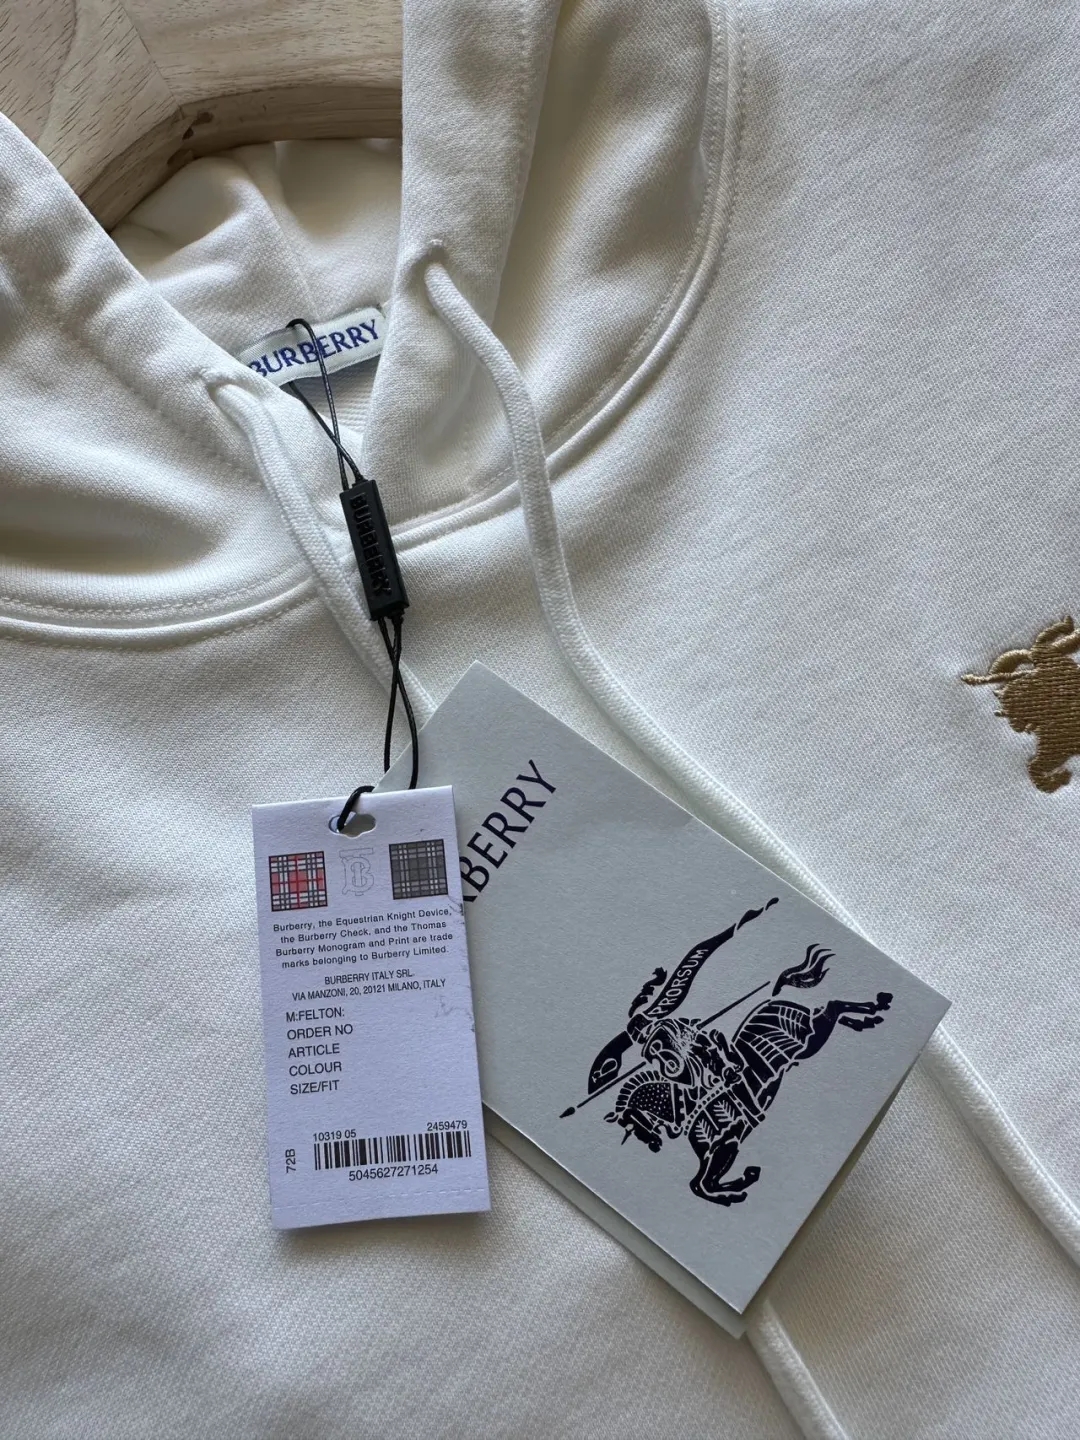 BURBERRY
BURBERRY
BERRY
PRORSUM
B
B
Burberry, the Equestrian Knight Device,
the Burberry Check, and the Thomas
Burberry Monogram and Print are trade
marks belonging to Burberry Limited.
BURBERRY ITALY SRL
VIA MANZONI, 20, 20121 MILANO, ITALY
M:FELTON:
ORDER NO
ARTICLE
COLOUR
SIZE/FIT
10319 05 2459479
72B
5045627271254